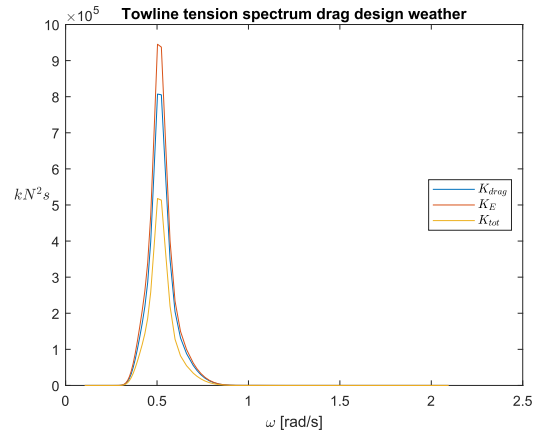 Towline tension spectrum drag design weather
×10^5
10
9
8
7
6
5
4
3
2
1
0
kN^2s
0 0.5 1 1.5 2 2.5
ω [rad/s]
K_drag
K_E
K_tot